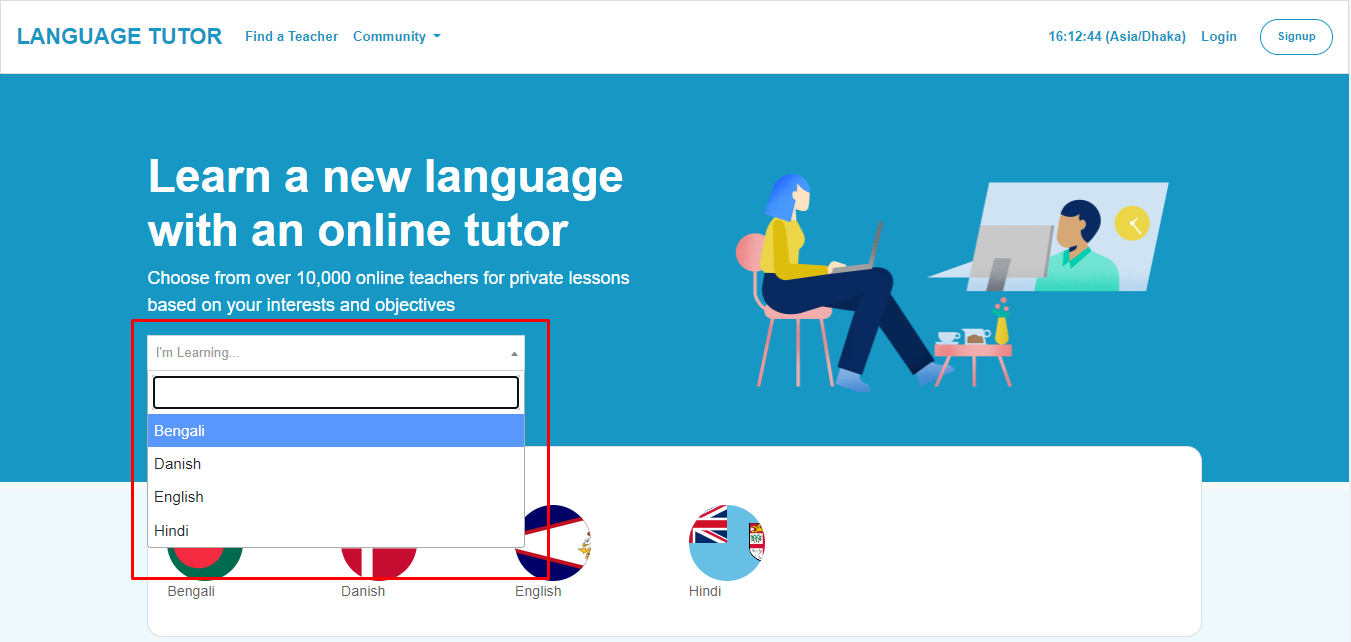 LANGUAGE TUTOR Find a Teacher Community 16:12:44 (Asia/Dhaka) Login Signup
Learn a new language
with an online tutor
Choose from over 10,000 online teachers for private lessons
based on your interests and objectives
I'm Learning...
Bengali
Danish
English
Hindi
Bengali Danish English Hindi